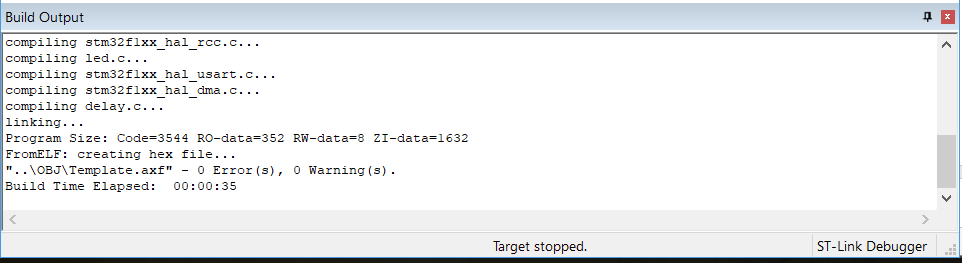 Build Output
compiling stm32f1xx_hal_rcc.c...
compiling led.c...
compiling stm32f1xx_hal_usart.c...
compiling stm32f1xx_hal_dma.c...
compiling delay.c...
linking...
Program Size: Code=3544 RO-data=352 RW-data=8 ZI-data=1632
FromELF: creating hex file...
"..\OBJ\Template.axf" - 0 Error(s), 0 Warning(s).
Build Time Elapsed:  00:00:35
Target stopped.
ST-Link Debugger